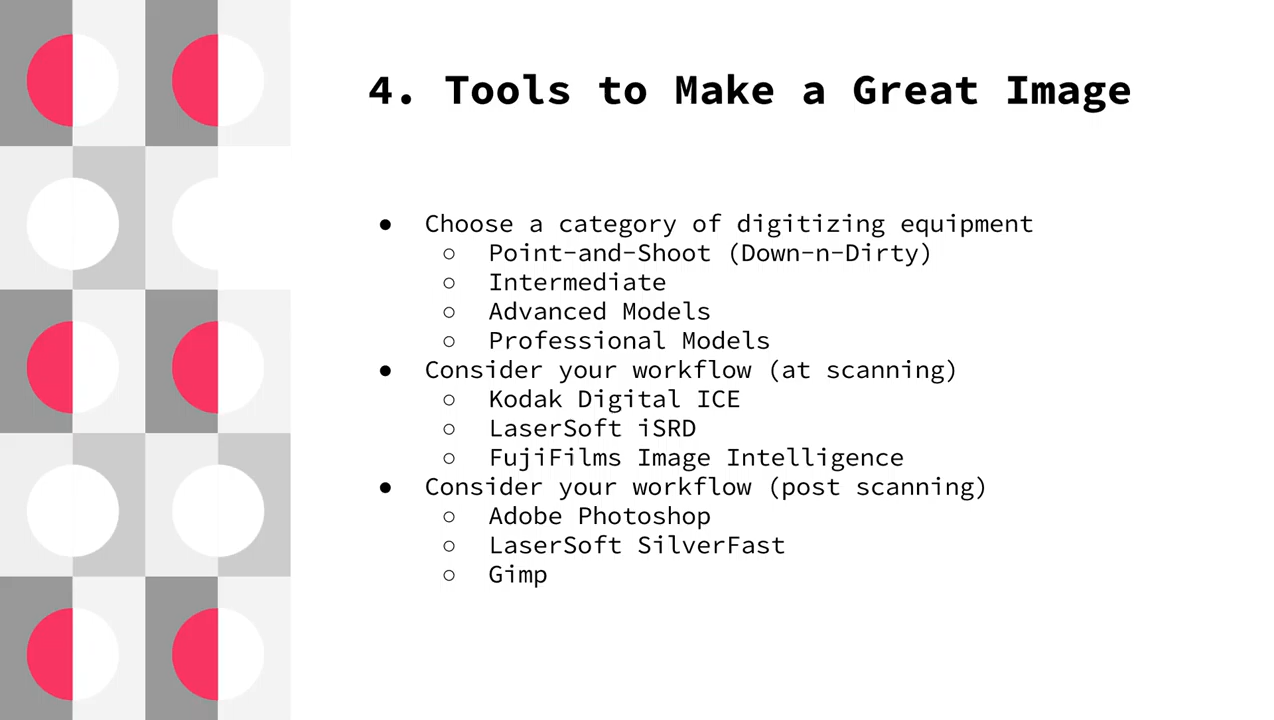 4. Tools to Make a Great Image
● Choose a category of digitizing equipment
○ Point-and-Shoot (Down-n-Dirty)
○ Intermediate
○ Advanced Models
○ Professional Models
● Consider your workflow (at scanning)
○ Kodak Digital ICE
○ LaserSoft iSRD
○ FujiFilms Image Intelligence
● Consider your workflow (post scanning)
○ Adobe Photoshop
○ LaserSoft SilverFast
○ Gimp